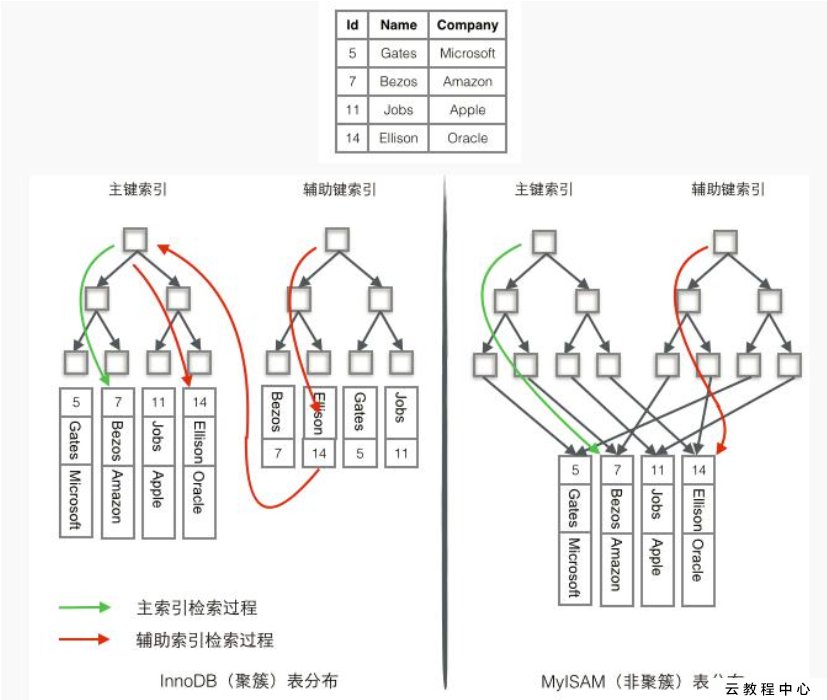 Id Name Company
5 Gates Microsoft
7 Bezos Amazon
11 Jobs Apple
14 Ellison Oracle
主键索引 辅助键索引 主键索引 辅助键索引
5 7 11 14
Gates Bezos Jobs Ellison
Microsoft Amazon Apple Oracle
Bezos Ellison Gates Jobs
7 14 5 11
5 7 11 14
Gates Bezos Jobs Ellison
Microsoft Amazon Apple Oracle
主索引检索过程
辅助索引检索过程
InnoDB（聚簇）表分布
MyISAM（非聚簇）表
云教程中心